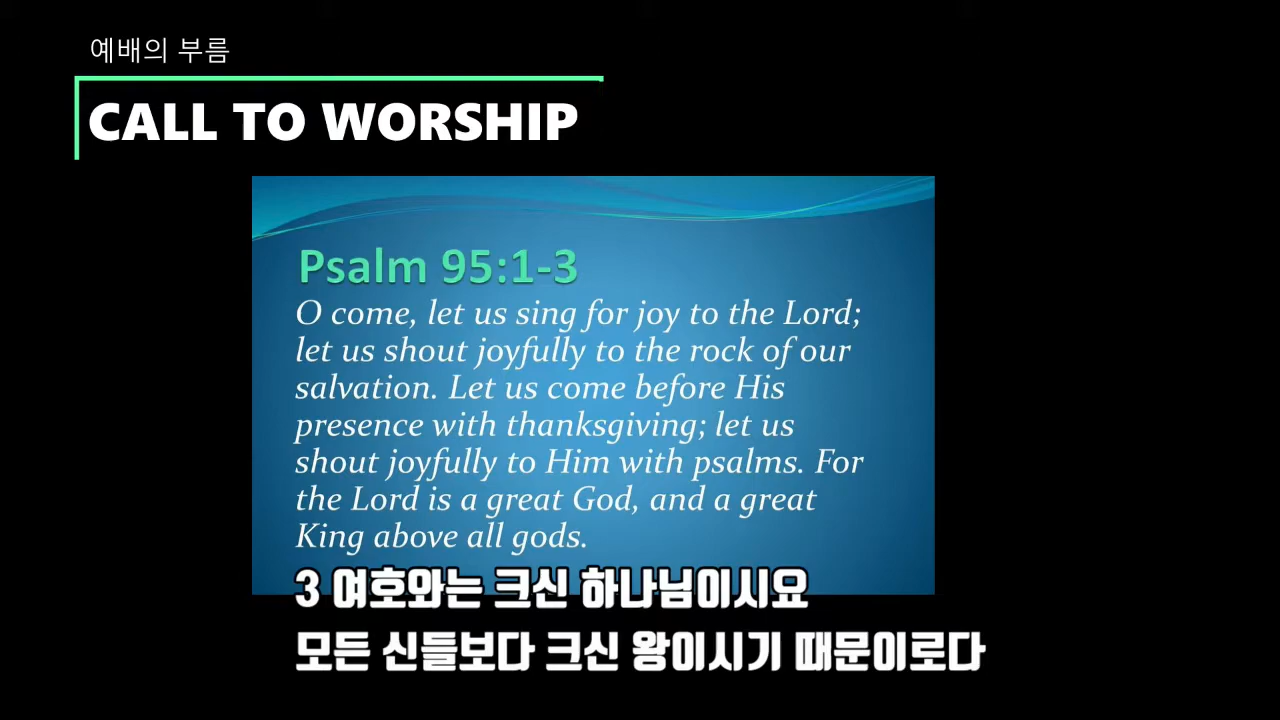 예배의 부름
CALL TO WORSHIP
Psalm 95:1-3
O come, let us sing for joy to the Lord;
let us shout joyfully to the rock of our
salvation. Let us come before His
presence with thanksgiving; let us
shout joyfully to Him with psalms. For
the Lord is a great God, and a great
King above all gods.
3 여호와는 크신 하나님이시요
모든 신들보다 크신 왕이시기 때문이로다